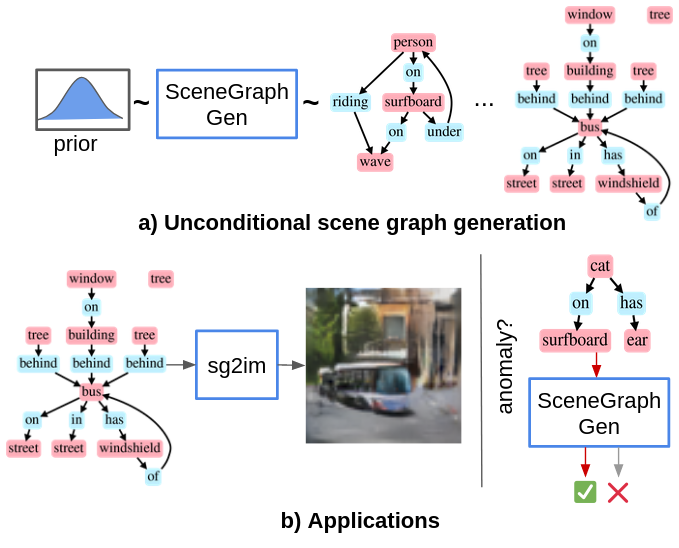 prior
~
SceneGraph
Gen
~
person
on
riding
surfboard
on
under
wave
...
window
tree
on
tree
building
tree
behind
behind
behind
bus
on
in
has
street
street
windshield
of
a) Unconditional scene graph generation
window
tree
on
tree
building
tree
behind
behind
behind
bus
on
in
has
street
street
windshield
of
sg2im
anomaly?
cat
on
has
surfboard
ear
SceneGraph
Gen
b) Applications